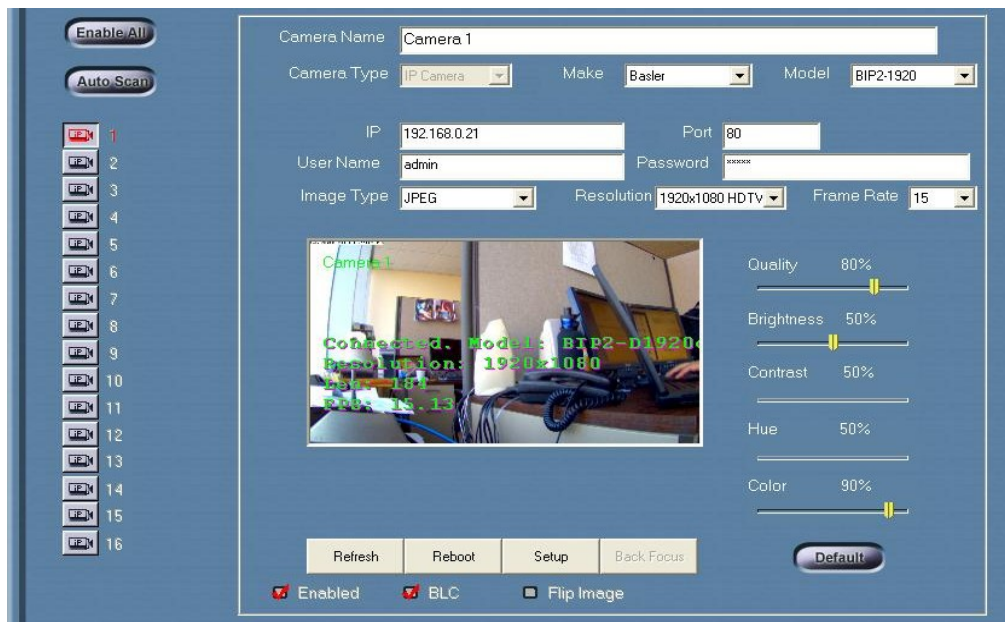 Enable All
Auto Scan
1
2
3
4
5
6
7
8
9
10
11
12
13
14
15
16
Camera Name Camera 1
Camera Type IP Camera Make Basler Model BIP2-1920
IP 192.168.0.21 Port 80
User Name admin Password *****
Image Type JPEG Resolution 1920x1080 HDTV Frame Rate 15
Camera 1
Connected. Model: BIP2-D1920
Resolution: 1920x1080
Len: 184
FPS: 15.13
Quality 80%
Brightness 50%
Contrast 50%
Hue 50%
Color 90%
Refresh Reboot Setup Back Focus Default
Enabled BLC Flip Image